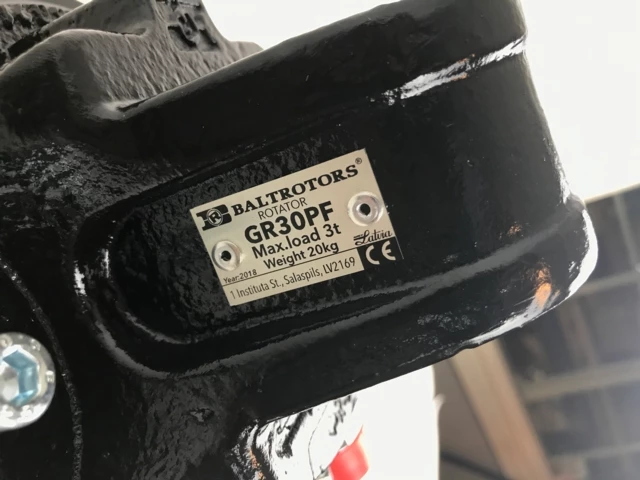 BALTROTORS®
ROTATOR
GR30PF
Max.load 3t
Weight 20kg
Year:2018
Latvia
CE
1 Instituta St., Salaspils, LV2169